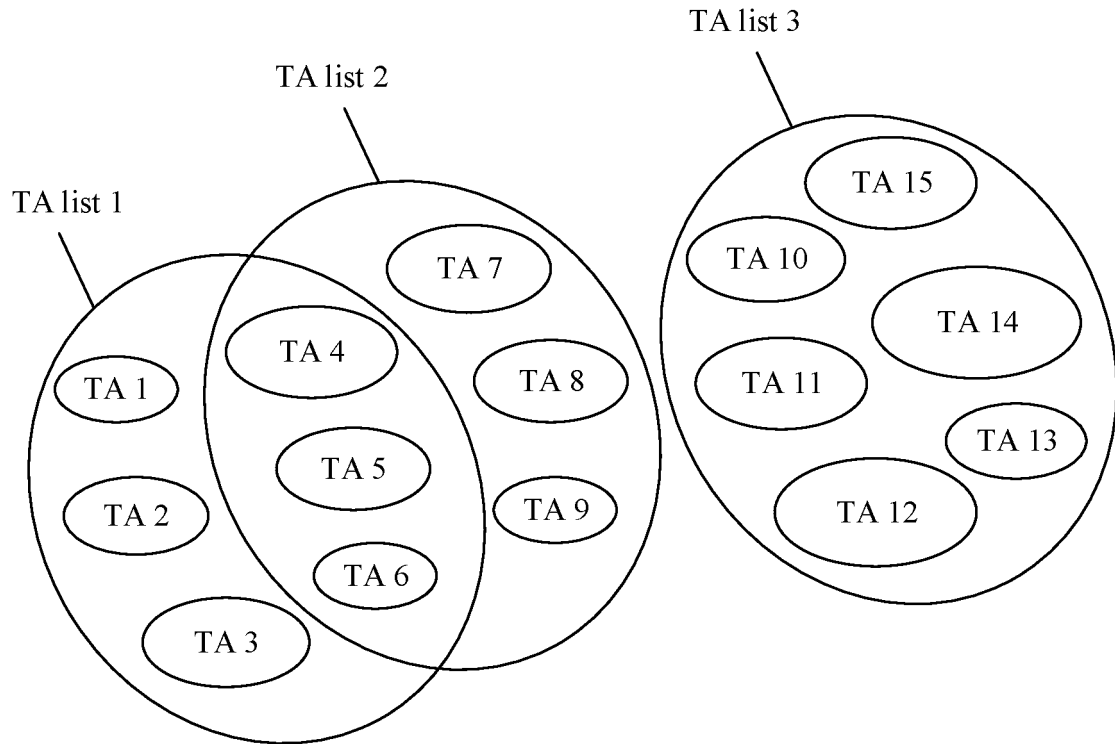 TA list 3
TA list 2
TA list 1
TA 1
TA 2
TA 3
TA 4
TA 5
TA 6
TA 7
TA 8
TA 9
TA 15
TA 10
TA 14
TA 11
TA 13
TA 12